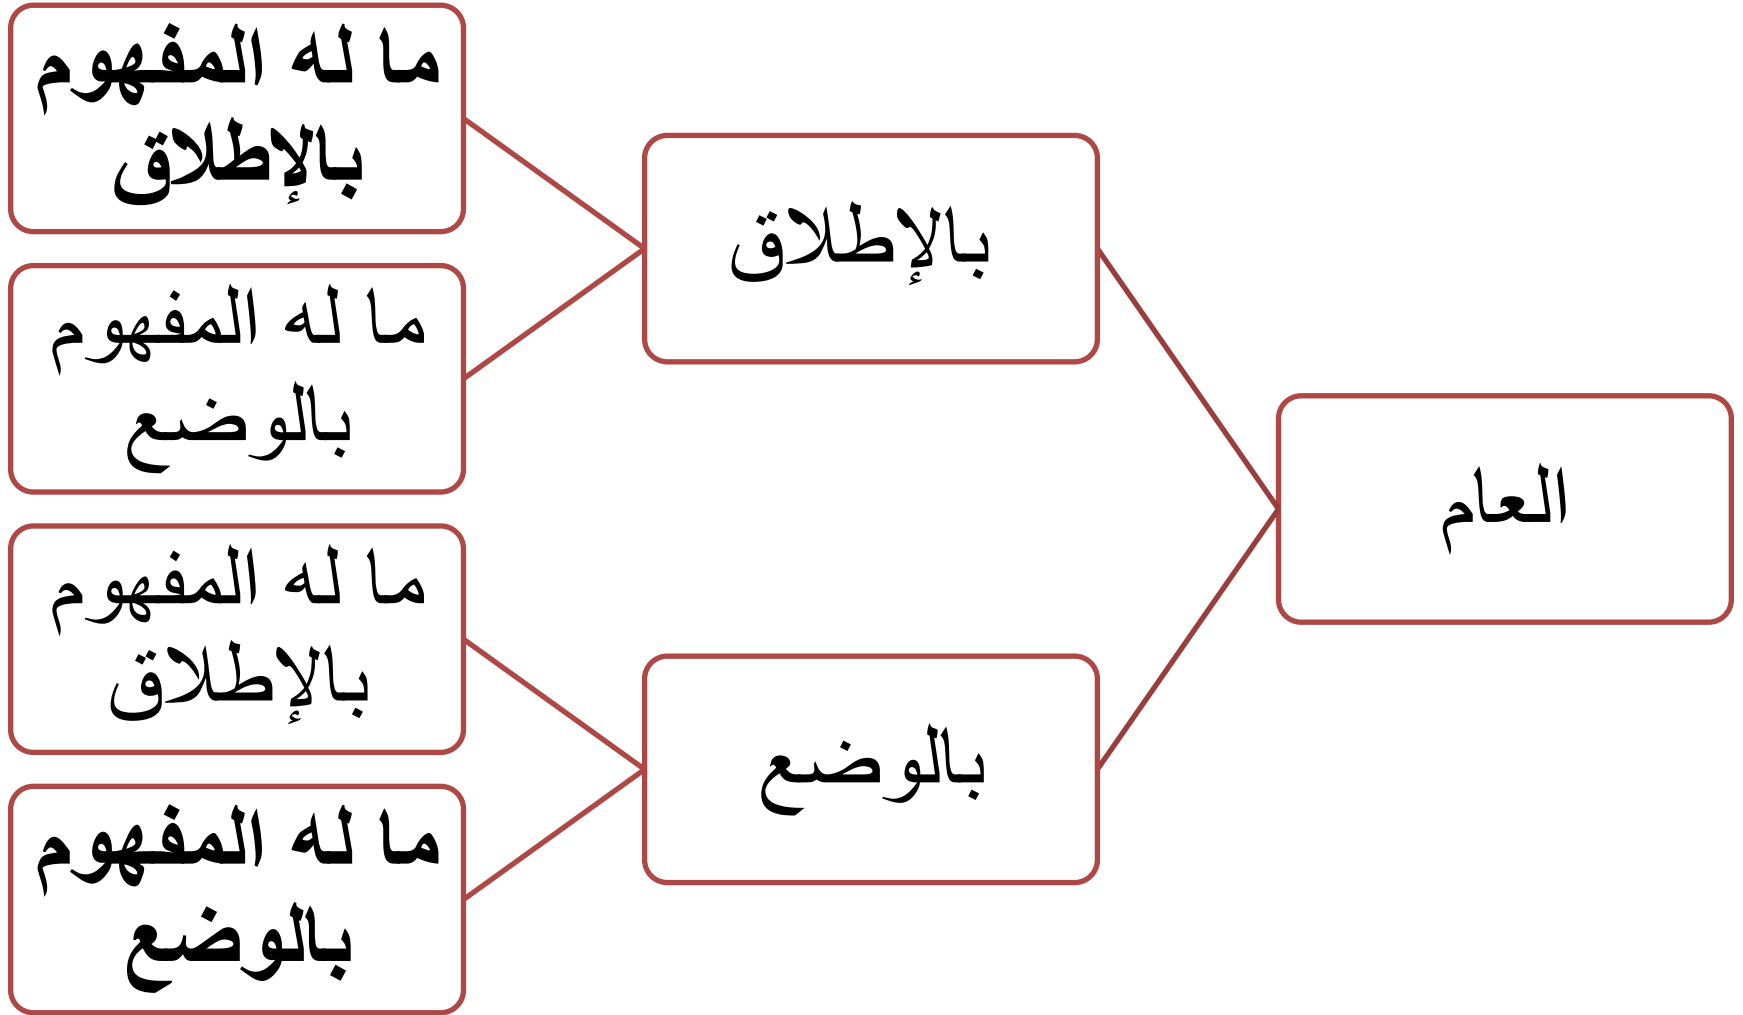 العام
بالإطلاق
ما له المفهوم
بالإطلاق
ما له المفهوم
بالوضع
بالوضع
ما له المفهوم
بالإطلاق
ما له المفهوم
بالوضع